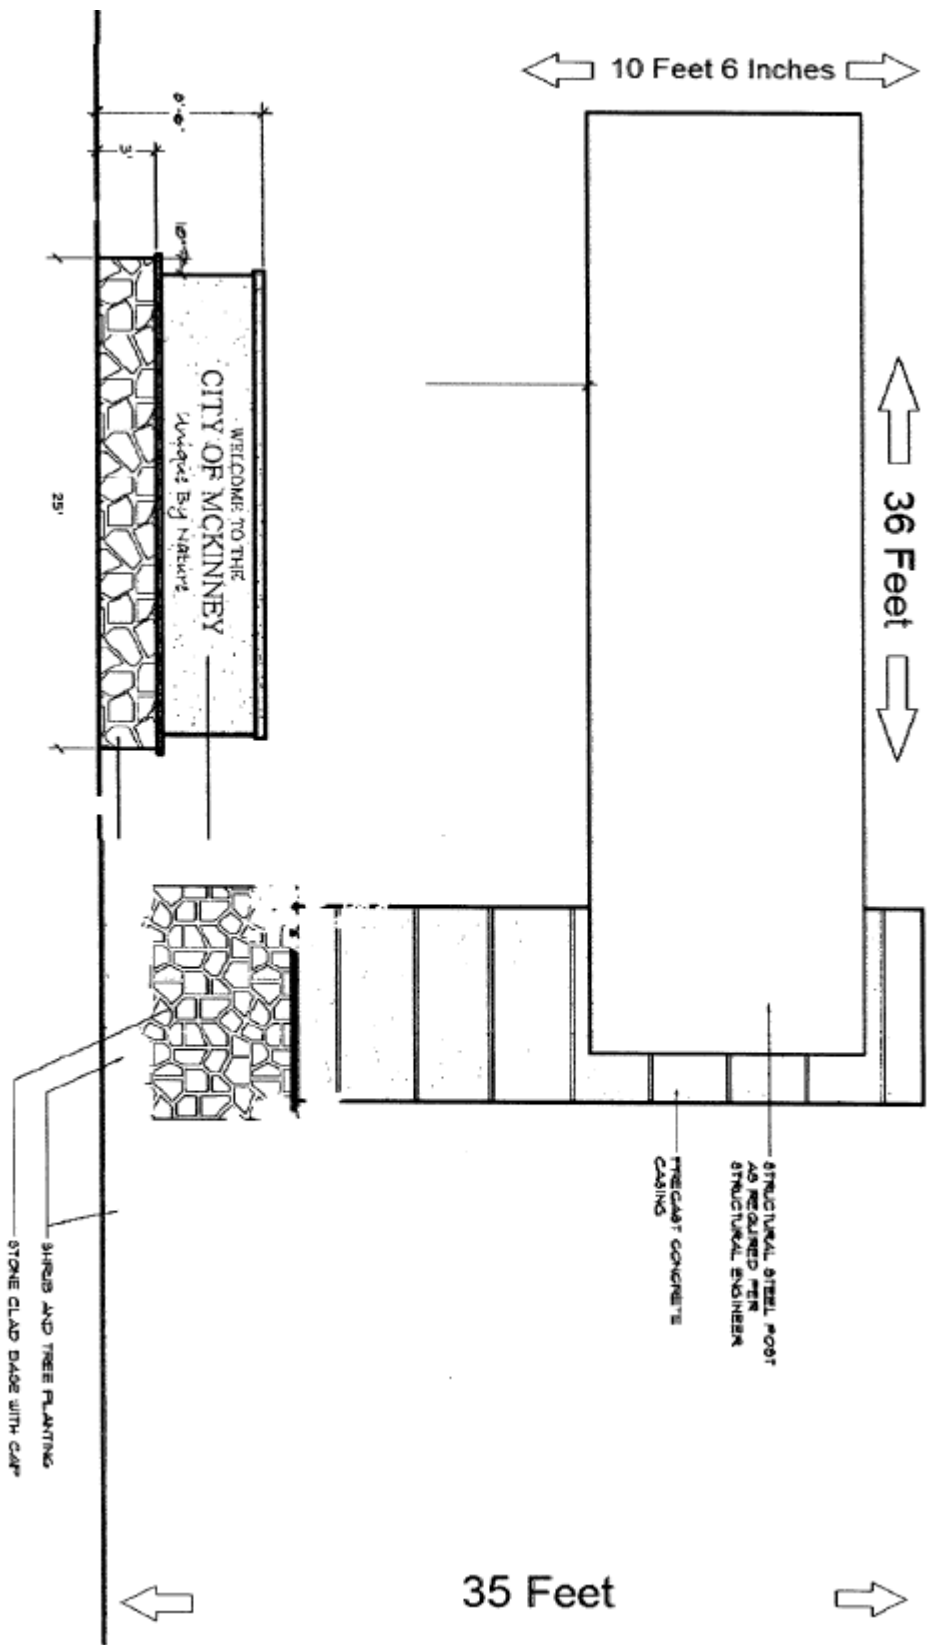 10 Feet 6 Inches
36 Feet
35 Feet
3'
10"
25'
WELCOME TO THE
CITY OF MCKINNEY
Unique By Nature
STRUCTURAL STEEL POST
AS REQUIRED PER
STRUCTURAL ENGINEER
PRECAST CONCRETE
CASING
SHRUB AND TREE PLANTING
STONE CLAD BASE WITH CAP